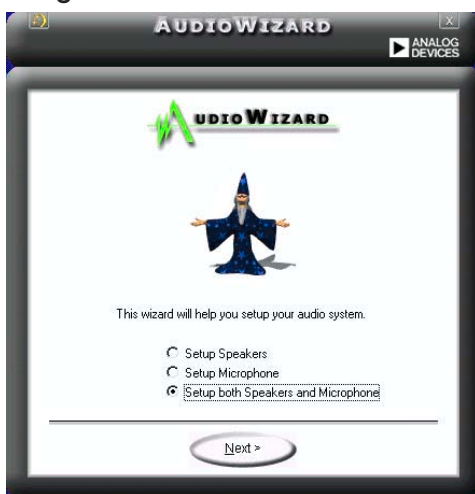 AUDIOWIZARD
X
ANALOG
DEVICES
AUDIO WIZARD
This wizard will help you setup your audio system.
Setup Speakers
Setup Microphone
Setup both Speakers and Microphone
Next >